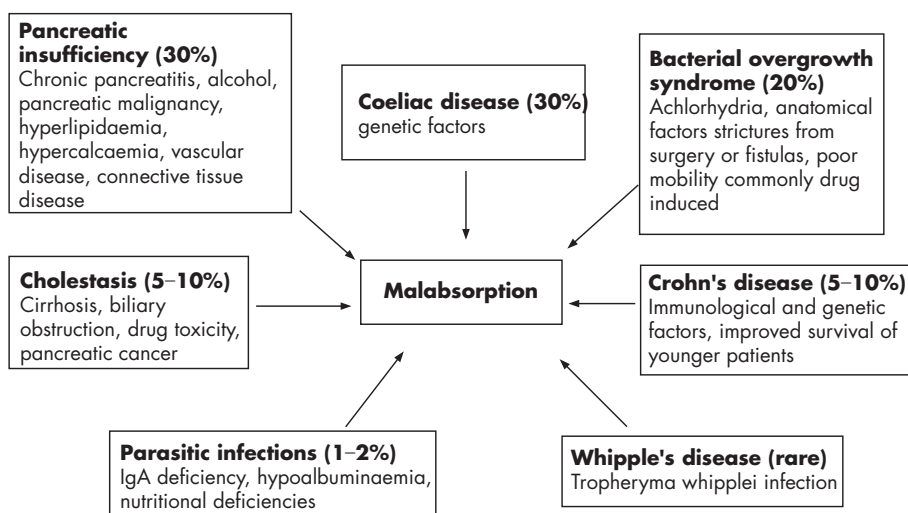 Pancreatic
insufficiency (30%)
Chronic pancreatitis, alcohol,
pancreatic malignancy,
hyperlipidaemia,
hypercalcaemia, vascular
disease, connective tissue
disease
Coeliac disease (30%)
genetic factors
Bacterial overgrowth
syndrome (20%)
Achlorhydria, anatomical
factors strictures from
surgery or fistulas, poor
mobility commonly drug
induced
Cholestasis (5–10%)
Cirrhosis, biliary
obstruction, drug toxicity,
pancreatic cancer
Malabsorption
Crohn's disease (5–10%)
Immunological and genetic
factors, improved survival of
younger patients
Parasitic infections (1–2%)
IgA deficiency, hypoalbuminaemia,
nutritional deficiencies
Whipple's disease (rare)
Tropheryma whipplei infection